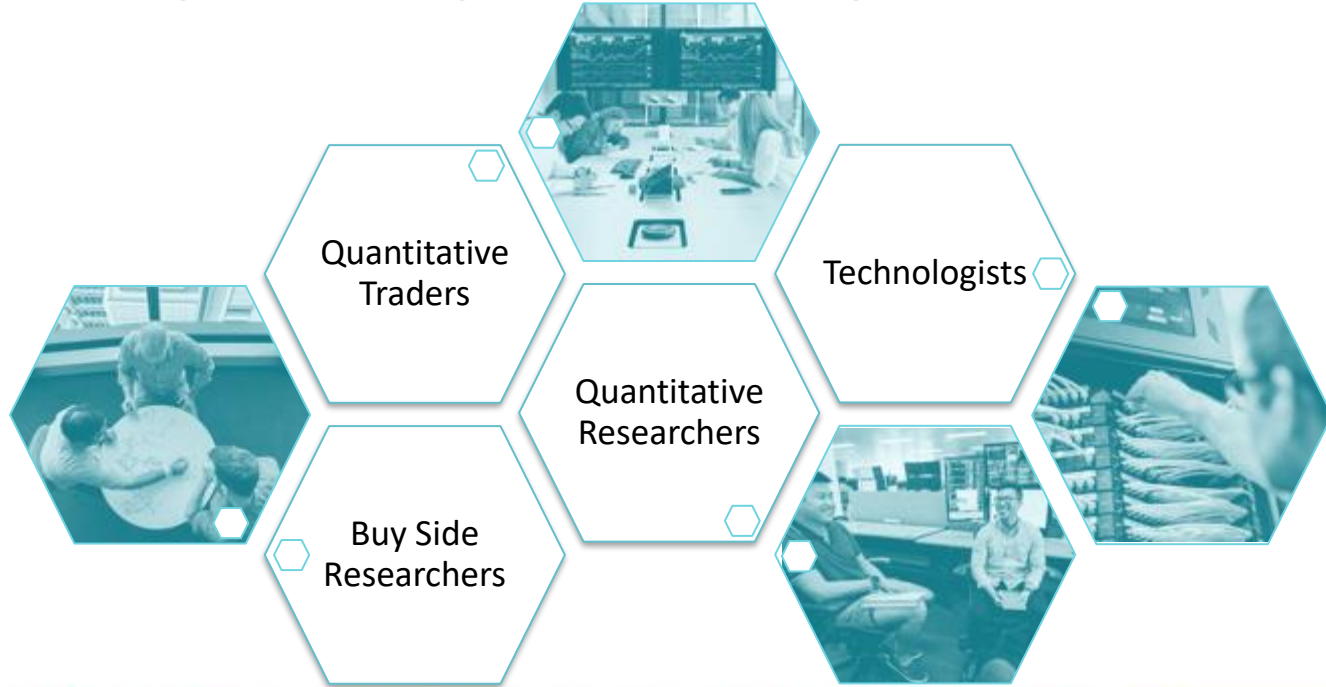 Quantitative
Traders
Technologists
Quantitative
Researchers
Buy Side
Researchers